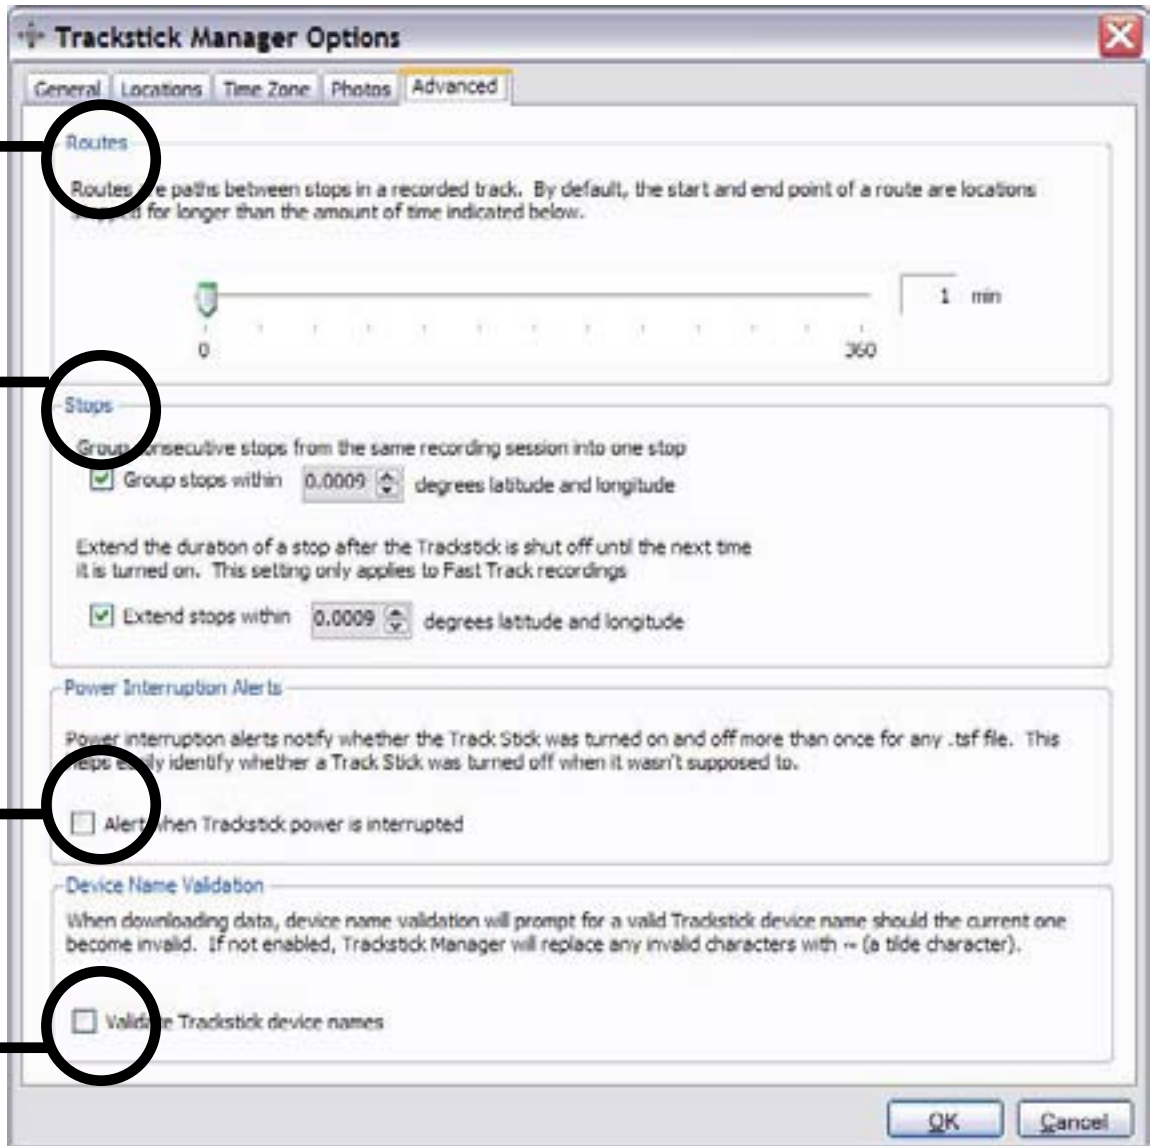 Trackstick Manager Options
General Locations Time Zone Photos Advanced
Routes
Routes are paths between stops in a recorded track. By default, the start and end point of a route are locations
stopped for longer than the amount of time indicated below.
1 min
0 360
Stops
Group consecutive stops from the same recording session into one stop
Group stops within 0.0009 degrees latitude and longitude
Extend the duration of a stop after the Trackstick is shut off until the next time
it is turned on. This setting only applies to Fast Track recordings
Extend stops within 0.0009 degrees latitude and longitude
Power Interruption Alerts
Power interruption alerts notify whether the Track Stick was turned on and off more than once for any .tsf file. This
helps easily identify whether a Track Stick was turned off when it wasn't supposed to.
Alert when Trackstick power is interrupted
Device Name Validation
When downloading data, device name validation will prompt for a valid Trackstick device name should the current one
become invalid. If not enabled, Trackstick Manager will replace any invalid characters with ~ (a tilde character).
Validate Trackstick device names
OK Cancel